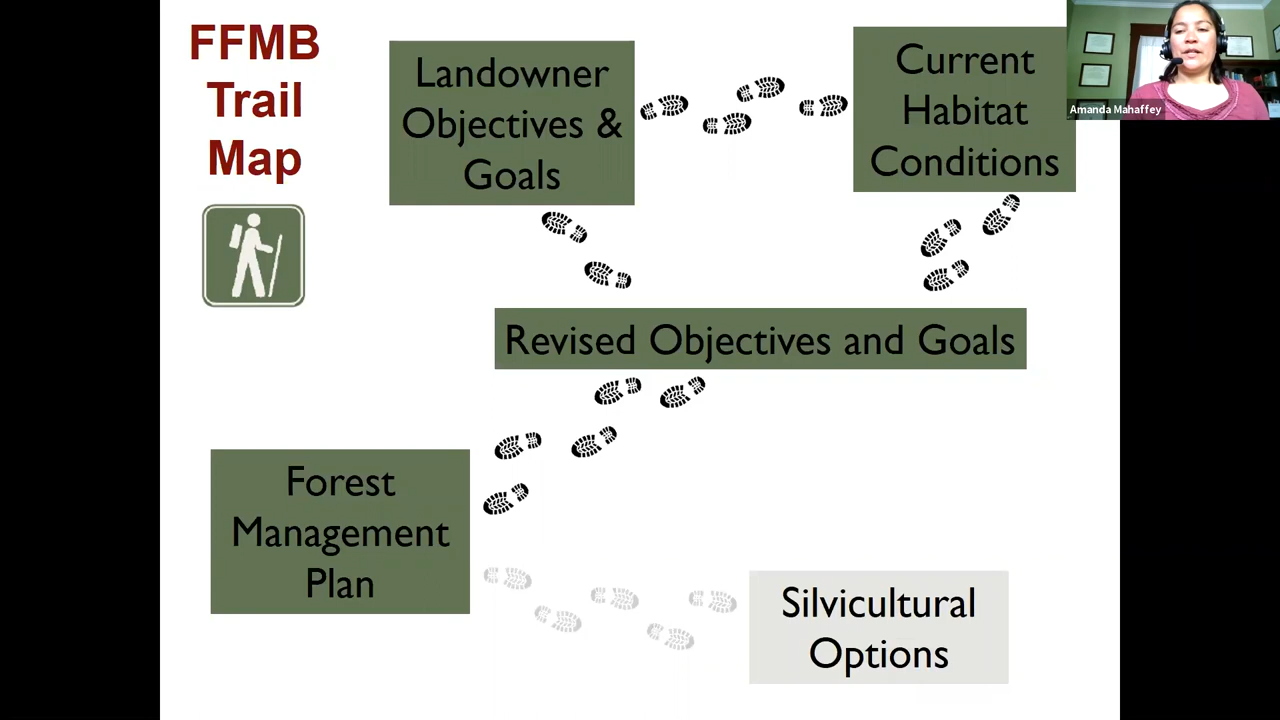 FFMB
Trail
Map
Landowner
Objectives &
Goals
Current
Habitat
Conditions
Amanda Mahaffey
Revised Objectives and Goals
Forest
Management
Plan
Silvicultural
Options